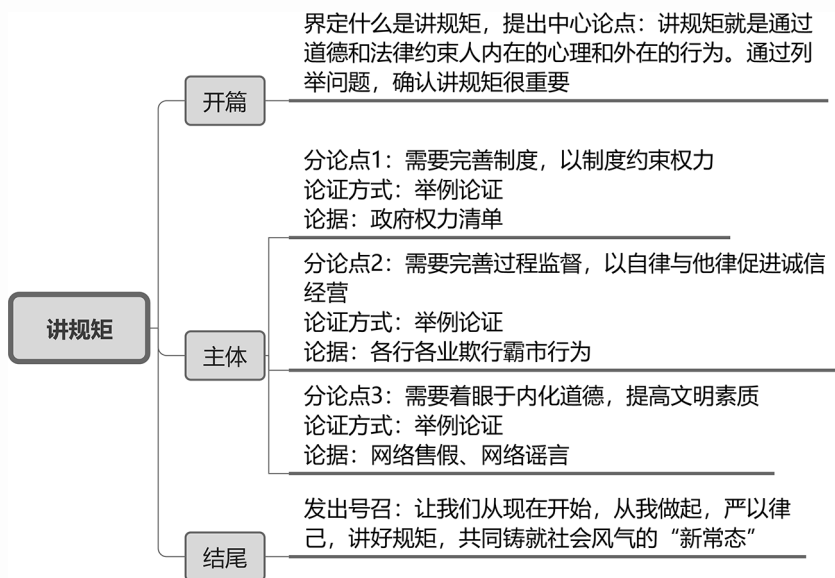 讲规矩
开篇
界定什么是讲规矩，提出中心论点：讲规矩就是通过
道德和法律约束人内在的心理和外在的行为。通过列
举问题，确认讲规矩很重要
主体
分论点1：需要完善制度，以制度约束权力
论证方式：举例论证
论据：政府权力清单
分论点2：需要完善过程监督，以自律与他律促进诚信
经营
论证方式：举例论证
论据：各行各业欺行霸市行为
分论点3：需要着眼于内化道德，提高文明素质
论证方式：举例论证
论据：网络售假、网络谣言
结尾
发出号召：让我们从现在开始，从我做起，严以律
己，讲好规矩，共同铸就社会风气的“新常态”